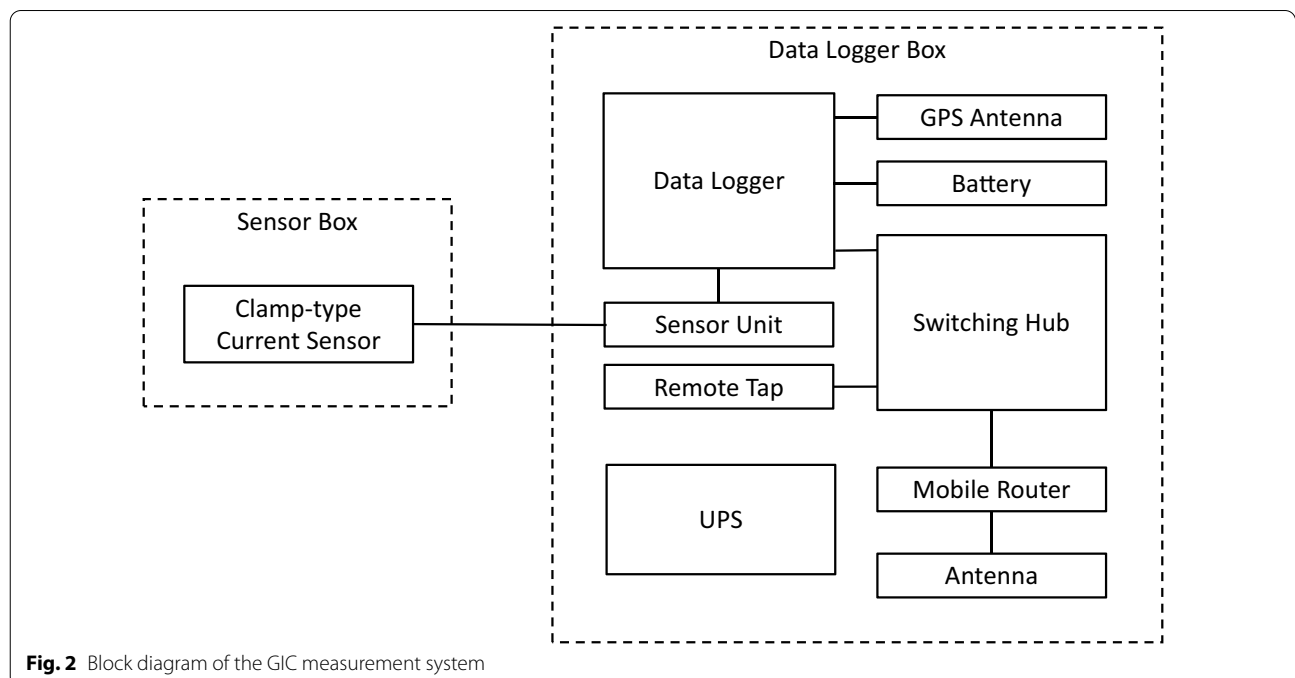 Data Logger Box
GPS Antenna
Data Logger
Battery
Sensor Box
Clamp-type
Current Sensor
Sensor Unit
Switching Hub
Remote Tap
Mobile Router
UPS
Antenna
Fig. 2 Block diagram of the GIC measurement system